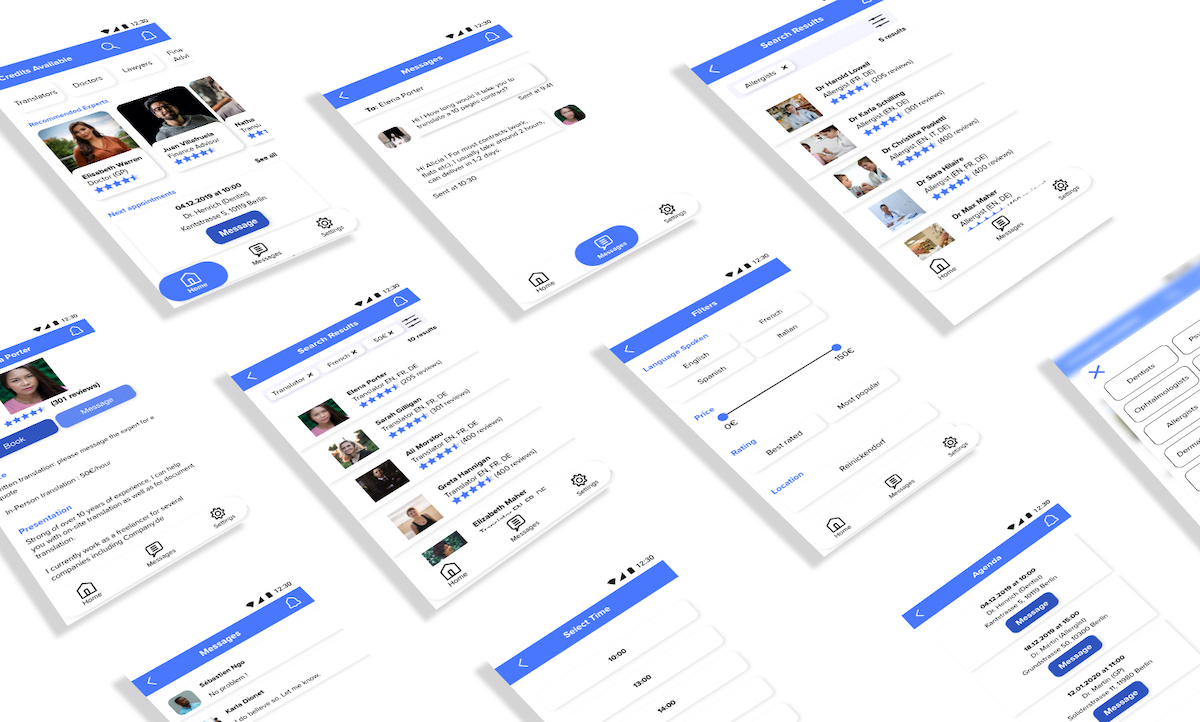 12:30
Credits Available
Translators
Doctors
Lawyers
Recommended Experts
Elisabeth Warren
Doctor (GP)
Juan Villafruela
Finance Advisor
See all
Next appointments
04.12.2019 at 10:00
Dr. Henrich (Dentist)
Kantstrasse 5, 10119 Berlin
Message
Home
Messages
Settings
12:30
Messages
To: Elena Porter
Hi ! How long would it take you to
translate a 10 pages contract?
Sent at 9:41
Hi Alicia ! For most contracts (work,
flats etc), I usually take around 2 hours,
can deliver in 1-2 days.
Sent at 10:30
Home
Messages
Settings
Search Results
5 results
Allergists ×
Dr Harold Lowell
Allergist (FR, DE)
(205 reviews)
Dr Karla Schilling
Allergist (EN, DE)
(301 reviews)
Dr Christina Paoletti
Allergist (EN, IT, DE)
(400 reviews)
Dr Sara Hilaire
Allergist (EN, FR, DE)
(400 reviews)
Dr Max Maher
Allergist (EN, DE)
Home
Messages
Settings
12:30
Porter
(301 reviews)
Book
Message
translation: please message the expert for a
quote
In-Person translation : 50€/hour
Presentation
Strong of over 10 years of experience, I can help
you with on-site translation as well as for document
translation.
I currently work as a freelancer for several
companies including Company.de
Home
Messages
Settings
12:30
Search Results
10 results
Translator ×
French ×
50€ ×
Elena Porter
Translator EN, FR, DE
(205 reviews)
Sarah Gilligan
Translator EN, FR, DE
(301 reviews)
Ali Morsiou
Translator EN, FR, DE
(400 reviews)
Greta Hannigan
Translator EN, FR, DE
(400 reviews)
Elizabeth Maher
Home
Messages
Settings
12:30
Filters
Language Spoken
English
French
Spanish
Italian
Price
0€
150€
Rating
Best rated
Most popular
Location
Reinickendorf
Home
Messages
Settings
Dentists
Ophtalmologists
Allergists
12:30
Messages
Sébastien Ngo
No problem !
Karla Dionet
I do believe so. Let me know.
12:30
Select Time
10:00
13:00
14:00
12:30
Agenda
04.12.2019 at 10:00
Dr. Henrich (Dentist)
Kantstrasse 5, 10119 Berlin
Message
18.12.2019 at 15:00
Dr. Martin (Allergist)
Grundstrasse 50, 10300 Berlin
Message
12.01.2020 at 11:00
Dr. Martin (GP)
Soliderstrasse 11, 11980 Berlin
Message